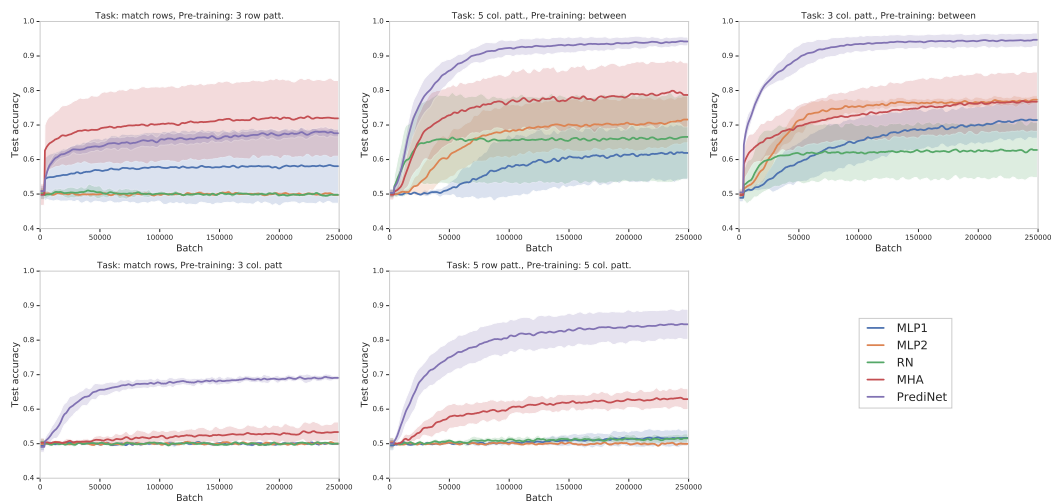 Task: match rows, Pre-training: 3 row patt.
Test accuracy
1.0
0.9
0.8
0.7
0.6
0.5
0.4
0 50000 100000 150000 200000 250000
Batch
Task: 5 col. patt., Pre-training: between
Test accuracy
1.0
0.9
0.8
0.7
0.6
0.5
0.4
0 50000 100000 150000 200000 250000
Batch
Task: 3 col. patt., Pre-training: between
Test accuracy
1.0
0.9
0.8
0.7
0.6
0.5
0.4
0 50000 100000 150000 200000 250000
Batch
Task: match rows, Pre-training: 3 col. patt
Test accuracy
1.0
0.9
0.8
0.7
0.6
0.5
0.4
0 50000 100000 150000 200000 250000
Batch
Task: 5 row patt., Pre-training: 5 col. patt.
Test accuracy
1.0
0.9
0.8
0.7
0.6
0.5
0.4
0 50000 100000 150000 200000 250000
Batch
MLP1
MLP2
RN
MHA
PrediNet